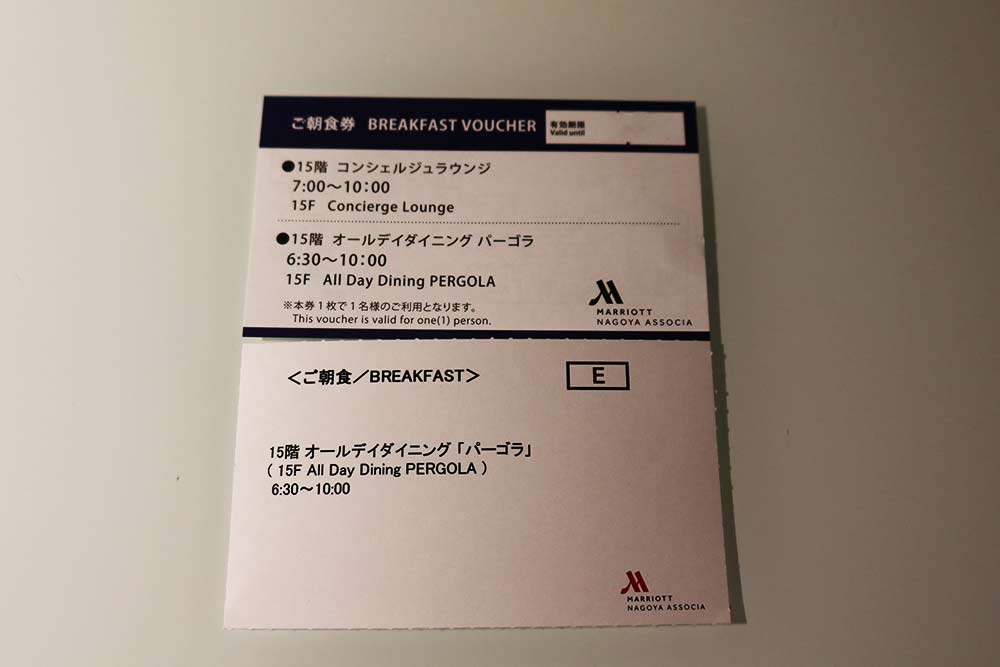 ご朝食券 BREAKFAST VOUCHER
有効期限
Valid until
●15階 コンシェルジュラウンジ
7:00～10:00
15F Concierge Lounge
●15階 オールデイダイニング パーゴラ
6:30～10:00
15F All Day Dining PERGOLA
※本券1枚で1名様のご利用となります。
This voucher is valid for one(1) person.
MARRIOTT
NAGOYA ASSOCIA
＜ご朝食／BREAKFAST＞
E
15階 オールデイダイニング「パーゴラ」
( 15F All Day Dining PERGOLA )
6:30～10:00
MARRIOTT
NAGOYA ASSOCIA